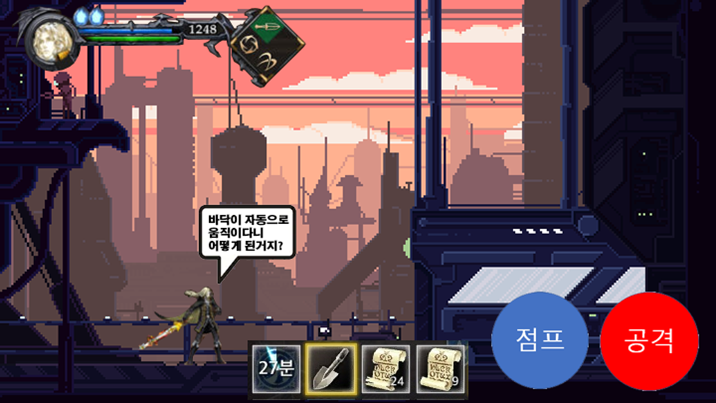 1248
바닥이 자동으로
움직이다니
어떻게 된거지?
점프
공격
27분
24
9